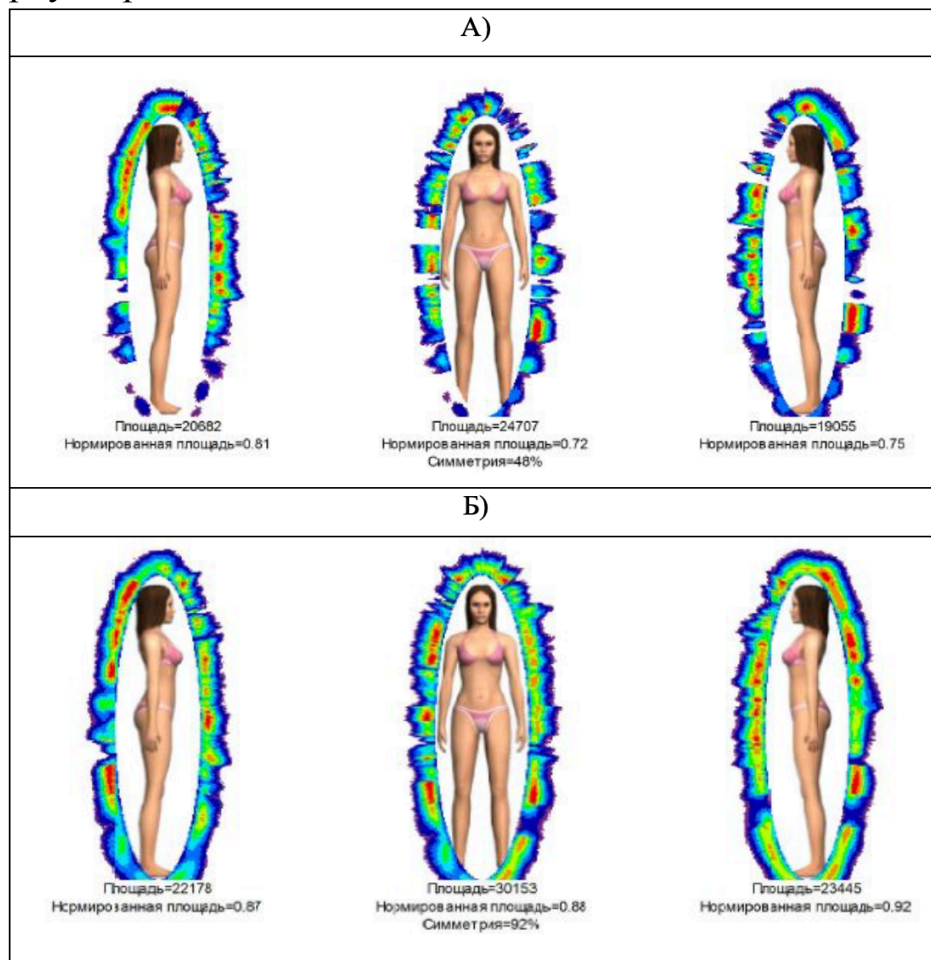 А)
Площадь=20682
Нормированная площадь=0.81
Площадь=24707
Нормированная площадь=0.72
Симметрия=48%
Площадь=19055
Нормированная площадь=0.75
Б)
Площадь=22178
Нормированная площадь=0.87
Площадь=30153
Нормированная площадь=0.88
Симметрия=92%
Площадь=23445
Нормированная площадь=0.92